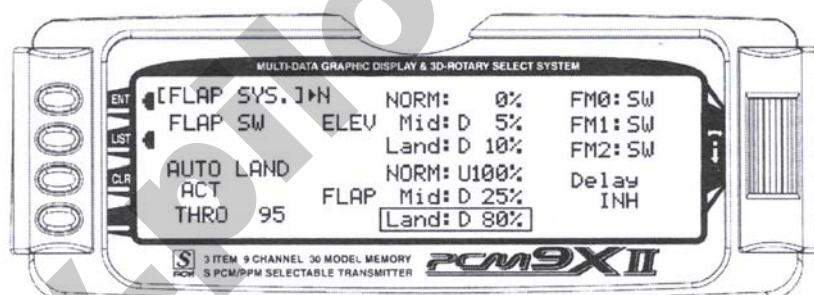 MULTI-DATA GRAPHIC DISPLAY & 3D-ROTARY SELECT SYSTEM
ENT
LIST
CLR
[FLAP SYS.]▶N
FLAP SW
AUTO LAND
ACT
THRO 95
ELEV
NORM: 0%
Mid: D 5%
Land: D 10%
FLAP
NORM: U100%
Mid: D 25%
Land: D 80%
FM0: SW
FM1: SW
FM2: SW
Delay
INH
S PCM
3 ITEM 9 CHANNEL 30 MODEL MEMORY
S PCM/PPM SELECTABLE TRANSMITTER
PCM9XII
pilot